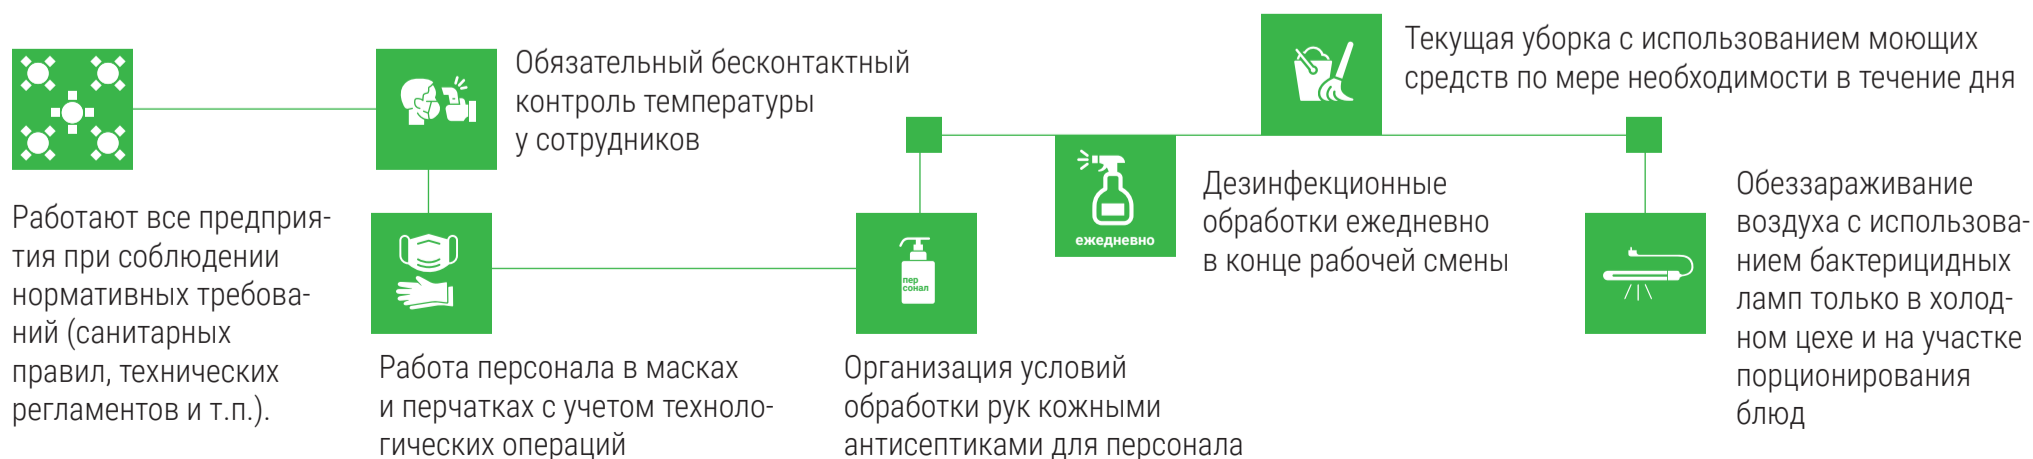 Работают все предприя-
тия при соблюдении
нормативных требова-
ний (санитарных
правил, технических
регламентов и т.п.).
Обязательный бесконтактный
контроль температуры
у сотрудников
Работа персонала в масках
и перчатках с учетом техноло-
гических операций
пер
сонал
Организация условий
обработки рук кожными
антисептиками для персонала
ежедневно
Дезинфекционные
обработки ежедневно
в конце рабочей смены
Текущая уборка с использованием моющих
средств по мере необходимости в течение дня
Обеззараживание
воздуха с использова-
нием бактерицидных
ламп только в холод-
ном цехе и на участке
порционирования
блюд